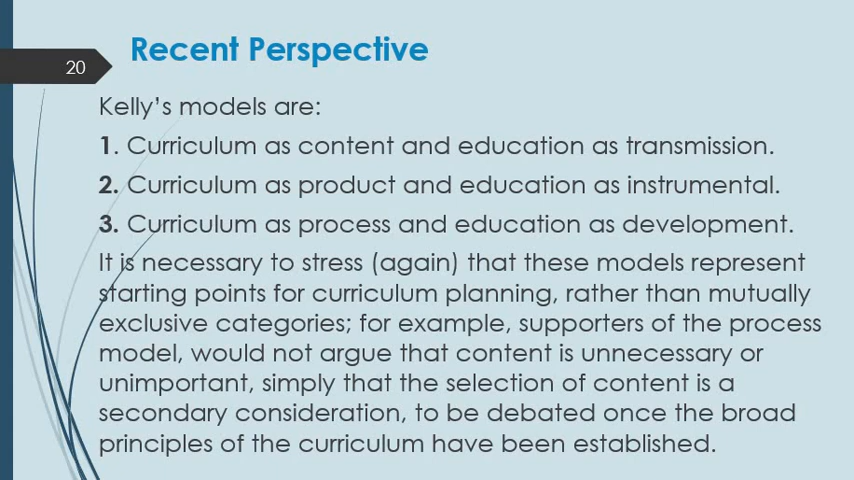 Recent Perspective
20
Kelly’s models are:
1. Curriculum as content and education as transmission.
2. Curriculum as product and education as instrumental.
3. Curriculum as process and education as development.
It is necessary to stress (again) that these models represent
starting points for curriculum planning, rather than mutually
exclusive categories; for example, supporters of the process
model, would not argue that content is unnecessary or
unimportant, simply that the selection of content is a
secondary consideration, to be debated once the broad
principles of the curriculum have been established.